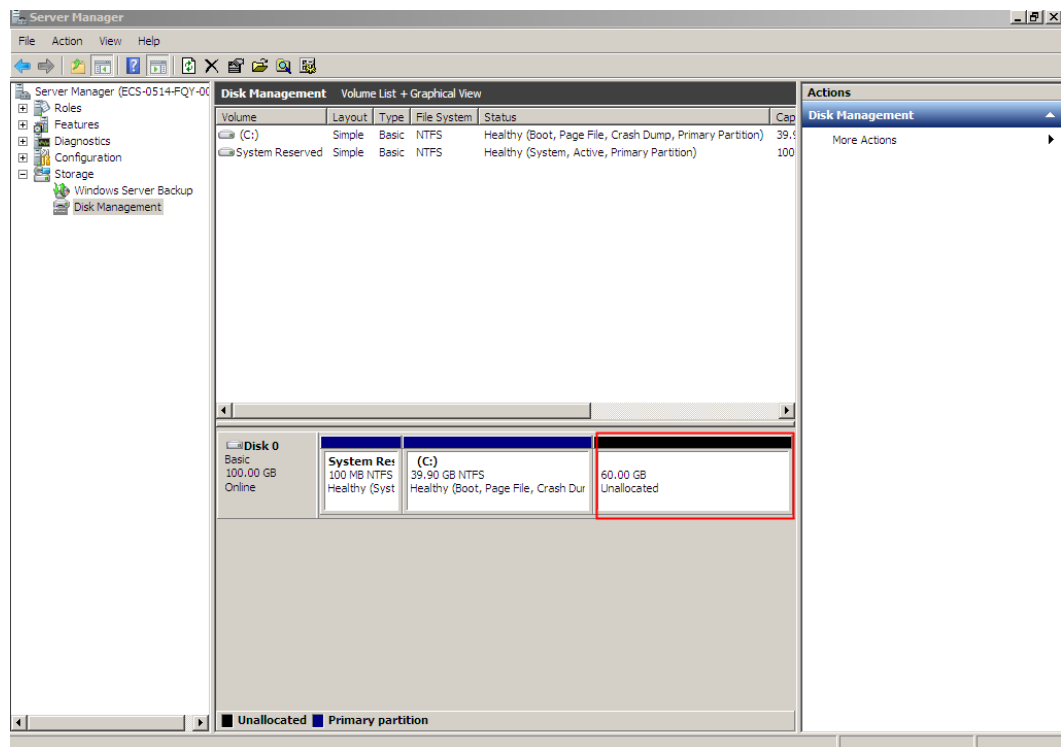 Server Manager
File Action View Help
Server Manager (ECS-0514-FQY-00
Roles
Features
Diagnostics
Configuration
Storage
Windows Server Backup
Disk Management
Disk Management Volume List + Graphical View
Volume Layout Type File System Status Cap
(C:) Simple Basic NTFS Healthy (Boot, Page File, Crash Dump, Primary Partition) 39.9
System Reserved Simple Basic NTFS Healthy (System, Active, Primary Partition) 100
Disk 0
Basic
100.00 GB
Online
System Res
100 MB NTFS
Healthy (Syst
(C:)
39.90 GB NTFS
Healthy (Boot, Page File, Crash Dur
60.00 GB
Unallocated
Unallocated Primary partition
Actions
Disk Management
More Actions